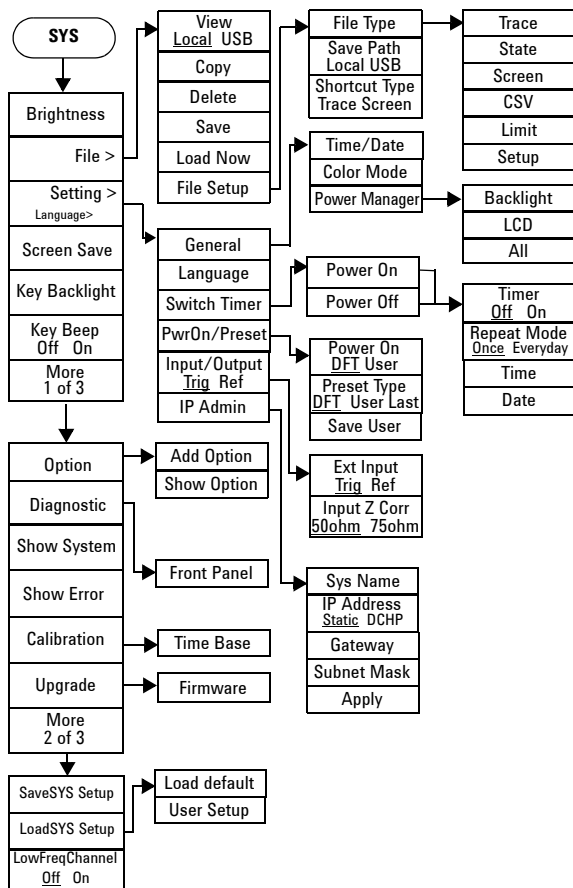 SYS
Brightness
File >
Setting >
Language>
Screen Save
Key Backlight
Key Beep
Off On
More
1 of 3
Option
Diagnostic
Show System
Show Error
Calibration
Upgrade
More
2 of 3
SaveSYS Setup
LoadSYS Setup
LowFreqChannel
Off On
View
Local USB
Copy
Delete
Save
Load Now
File Setup
General
Language
Switch Timer
PwrOn/Preset
Input/Output
Trig Ref
IP Admin
Add Option
Show Option
Front Panel
Time Base
Firmware
Load default
User Setup
File Type
Save Path
Local USB
Shortcut Type
Trace Screen
Time/Date
Color Mode
Power Manager
Power On
Power Off
Power On
DFT User
Preset Type
DFT User Last
Save User
Ext Input
Trig Ref
Input Z Corr
50ohm 75ohm
Sys Name
IP Address
Static DCHP
Gateway
Subnet Mask
Apply
Trace
State
Screen
CSV
Limit
Setup
Backlight
LCD
All
Timer
Off On
Repeat Mode
Once Everyday
Time
Date